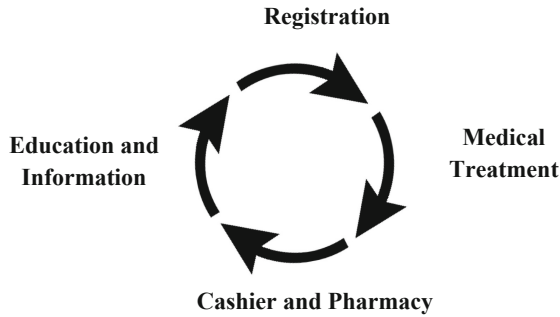 Registration
Medical
Treatment
Cashier and Pharmacy
Education and
Information